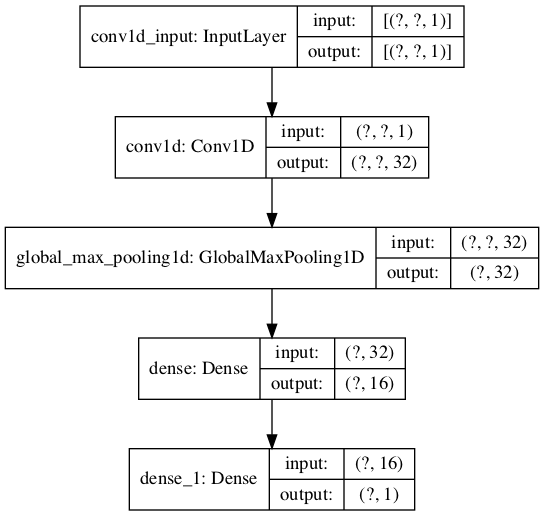 conv1d_input: InputLayer
input: [(?, ?, 1)]
output: [(?, ?, 1)]
conv1d: Conv1D
input: (?, ?, 1)
output: (?, ?, 32)
global_max_pooling1d: GlobalMaxPooling1D
input: (?, ?, 32)
output: (?, 32)
dense: Dense
input: (?, 32)
output: (?, 16)
dense_1: Dense
input: (?, 16)
output: (?, 1)